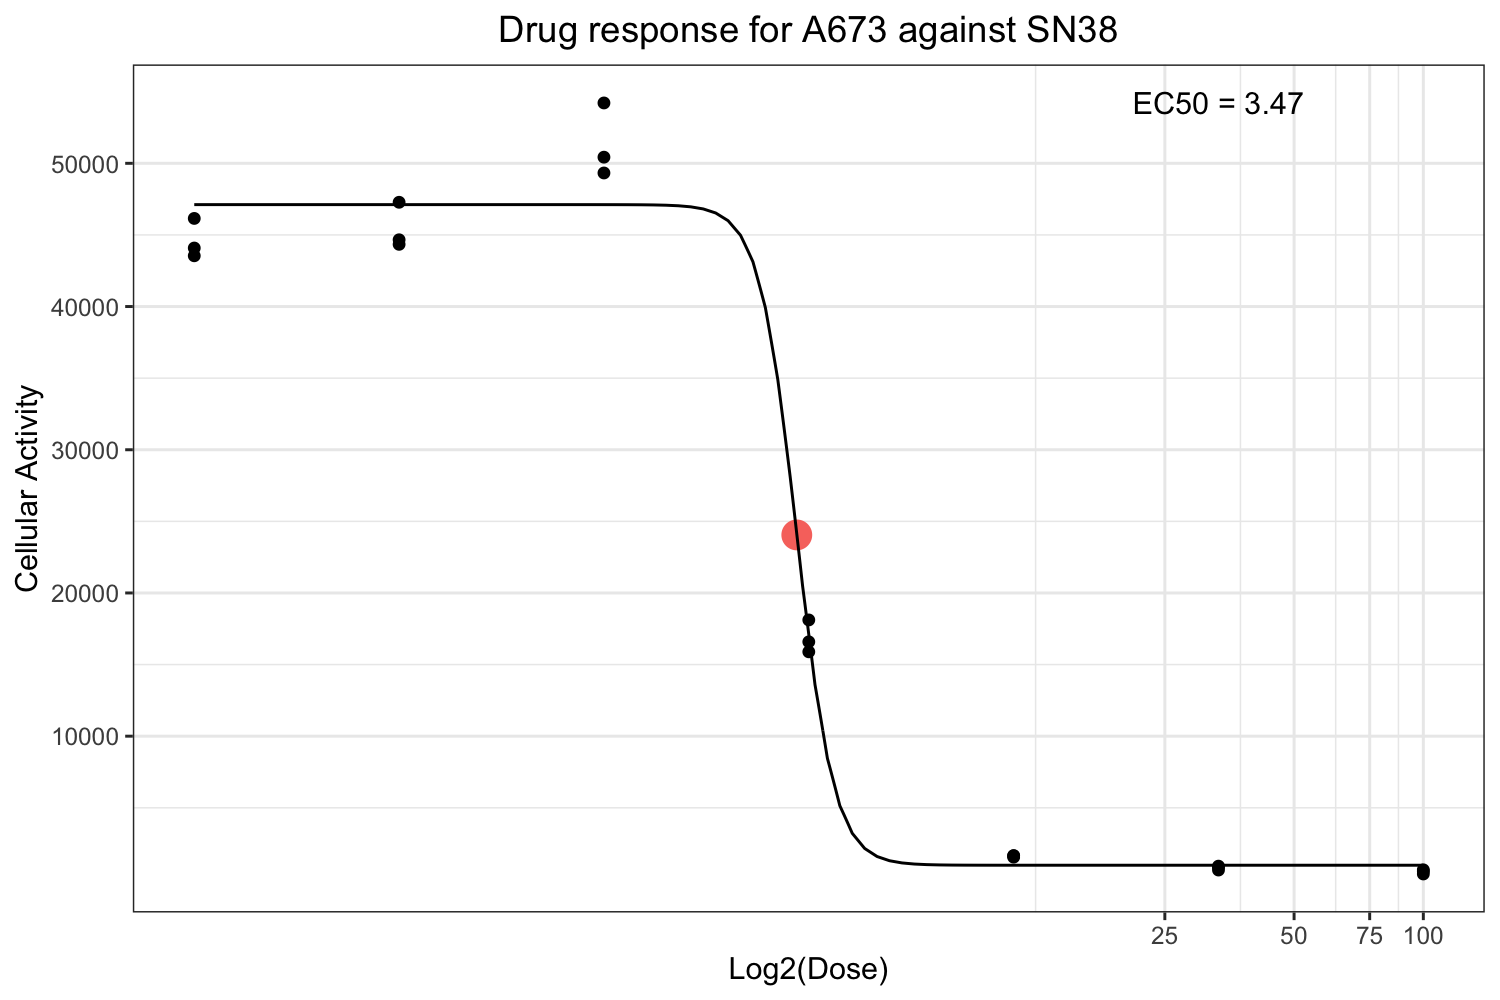 Drug response for A673 against SN38
EC50 = 3.47
50000
40000
30000
20000
10000
Cellular Activity
25 50 75 100
Log2(Dose)